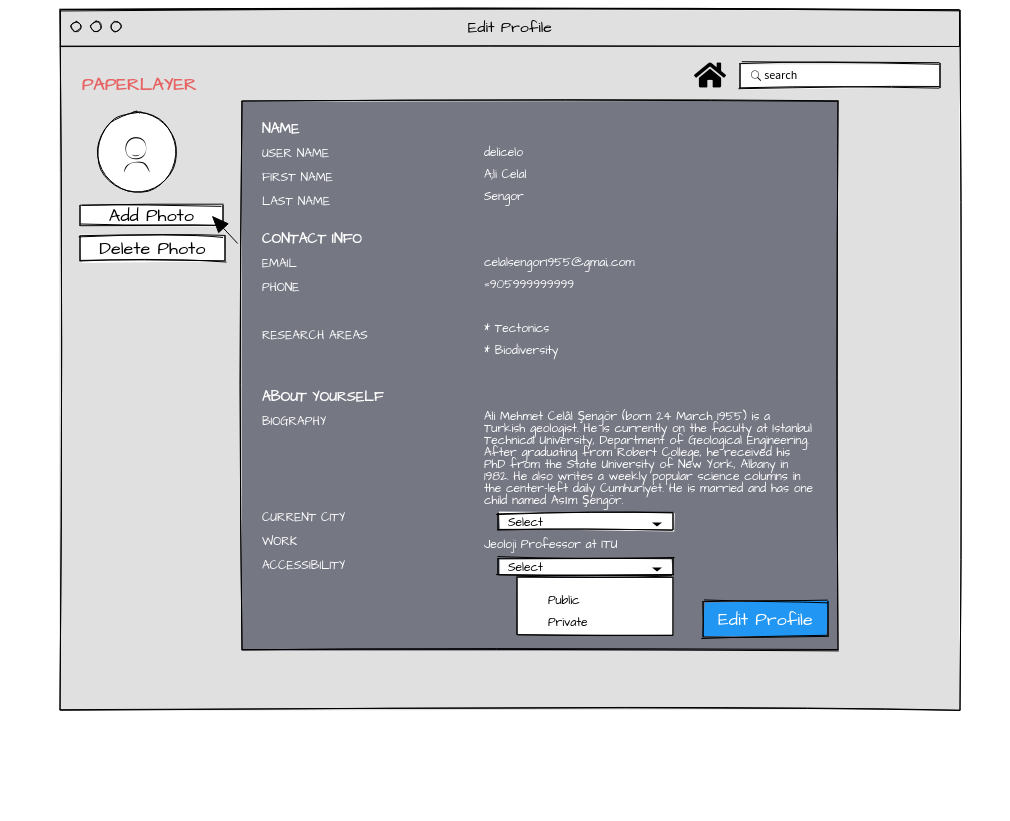 Edit Profile
PAPERLAYER
search
Add Photo
Delete Photo
NAME
USER NAME
delicelo
FIRST NAME
Ali Celal
LAST NAME
Sengor
CONTACT INFO
EMAIL
celalsengor1955@gmai.com
PHONE
+905999999999
RESEARCH AREAS
* Tectonics
* Biodiversity
ABOUT YOURSELF
BIOGRAPHY
Ali Mehmet Celâl Şengör (born 24 March 1955) is a
Turkish geologist. He is currently on the faculty at Istanbul
Technical University, Department of Geological Engineering.
After graduating from Robert College, he received his
PhD from the State University of New York, Albany in
1982. He also writes a weekly popular science columns in
the center-left daily Cumhuriyet. He is married and has one
child named Asım Şengör.
CURRENT CITY
Select
WORK
Jeoloji Professor at ITU
ACCESSIBILITY
Select
Public
Private
Edit Profile